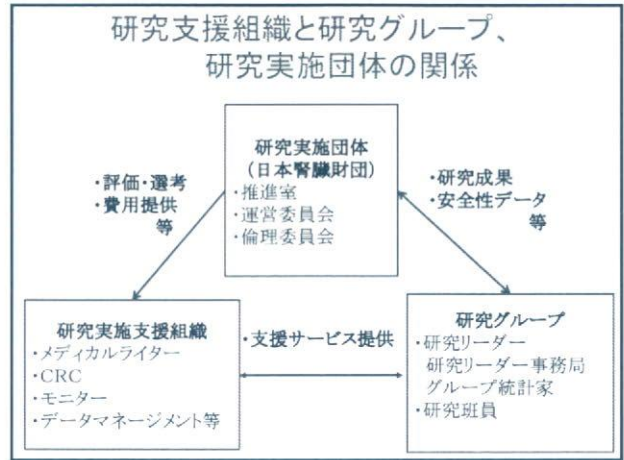 研究支援組織と研究グループ、
研究実施団体の関係
研究実施団体
(日本腎臓財団)
・推進室
・運営委員会
・倫理委員会
・評価・選考
・費用提供
等
・研究成果
・安全性データ
等
研究実施支援組織
・メディカルライター
・CRC
・モニター
・データマネージメント等
・支援サービス提供
研究グループ
・研究リーダー
研究リーダー事務局
グループ統計家
・研究班員